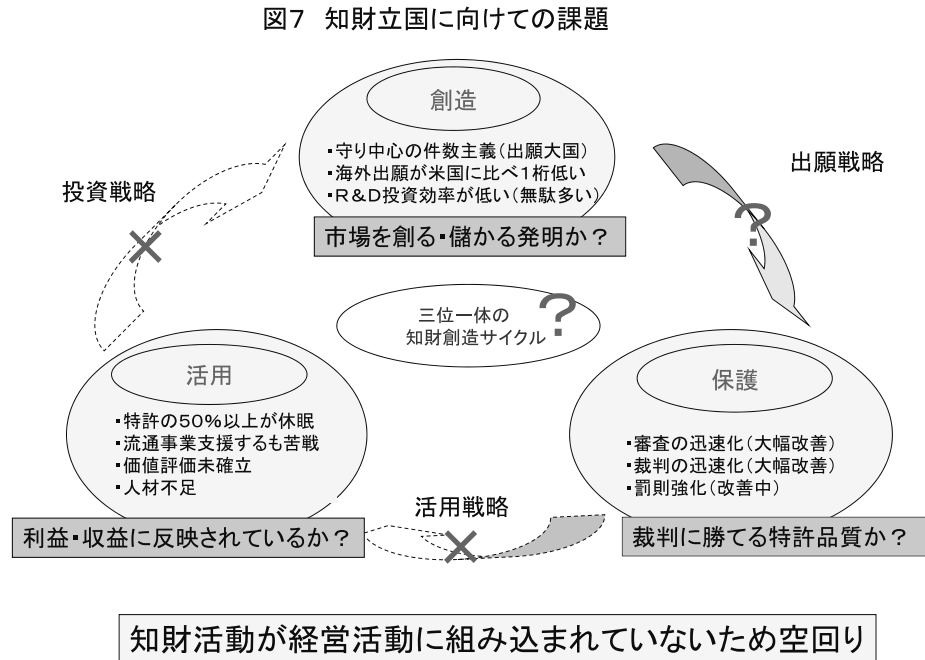 図7 知財立国に向けての課題
創造
・守り中心の件数主義(出願大国)
・海外出願が米国に比べ1桁低い
・R&D投資効率が低い(無駄多い)
市場を創る・儲かる発明か?
投資戦略
×
出願戦略
?
三位一体の
知財創造サイクル
?
活用
・特許の50%以上が休眠
・流通事業支援するも苦戦
・価値評価未確立
・人材不足
利益・収益に反映されているか?
保護
・審査の迅速化(大幅改善)
・裁判の迅速化(大幅改善)
・罰則強化(改善中)
裁判に勝てる特許品質か?
活用戦略
×
知財活動が経営活動に組み込まれていないため空回り